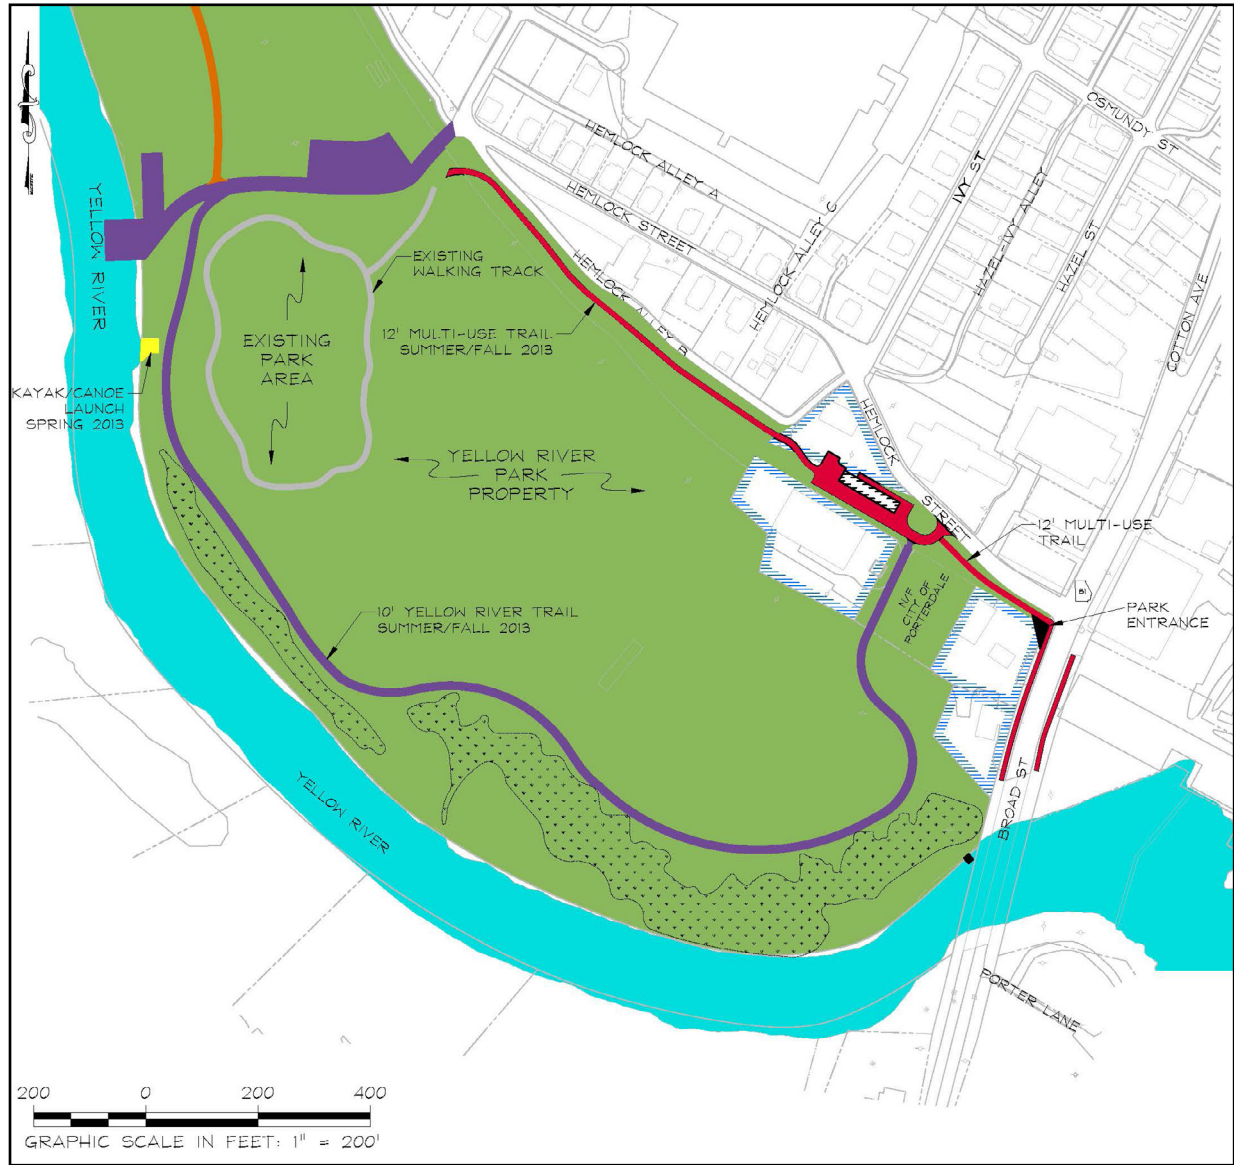 OSMUNDY ST
HEMLOCK ALLEY A
IVY ST
HAZEL-IVY ALLEY
HAZEL ST
HEMLOCK STREET
HEMLOCK ALLEY C
YELLOW RIVER
EXISTING
WALKING TRACK
HEMLOCK ALLEY B
COTTON AVE
12' MULTI-USE TRAIL
SUMMER/FALL 2013
EXISTING
PARK
AREA
KAYAK/CANOE
LAUNCH
SPRING 2013
HEMLOCK
STREET
YELLOW RIVER
PARK
PROPERTY
12' MULTI-USE
TRAIL
81
N/F
CITY OF
PORTERDALE
PARK
ENTRANCE
10' YELLOW RIVER TRAIL
SUMMER/FALL 2013
YELLOW RIVER
BROAD ST
PORTER LANE
200 0 200 400
GRAPHIC SCALE IN FEET: 1" = 200'